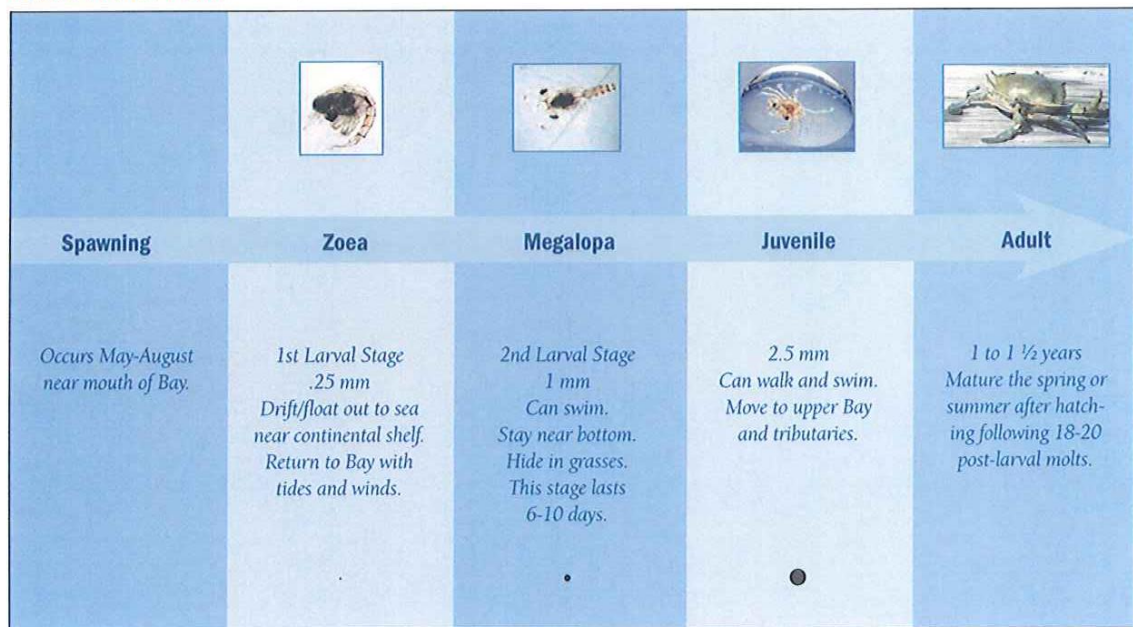 Spawning
Zoea
Megalopa
Juvenile
Adult
Occurs May-August
near mouth of Bay.
1st Larval Stage
.25 mm
Drift/float out to sea
near continental shelf.
Return to Bay with
tides and winds.
2nd Larval Stage
1 mm
Can swim.
Stay near bottom.
Hide in grasses.
This stage lasts
6-10 days.
2.5 mm
Can walk and swim.
Move to upper Bay
and tributaries.
1 to 1 ½ years
Mature the spring or
summer after hatch-
ing following 18-20
post-larval molts.